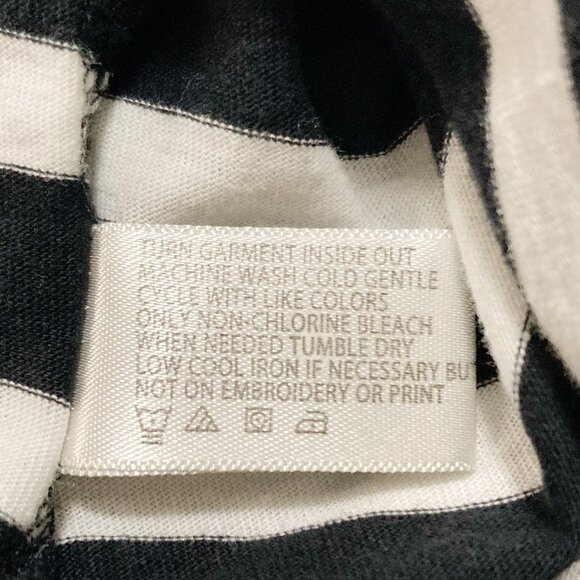 TURN GARMENT INSIDE OUT
MACHINE WASH COLD GENTLE
CYCLE WITH LIKE COLORS
ONLY NON-CHLORINE BLEACH
WHEN NEEDED TUMBLE DRY
LOW COOL IRON IF NECESSARY BU
NOT ON EMBROIDERY OR PRINT